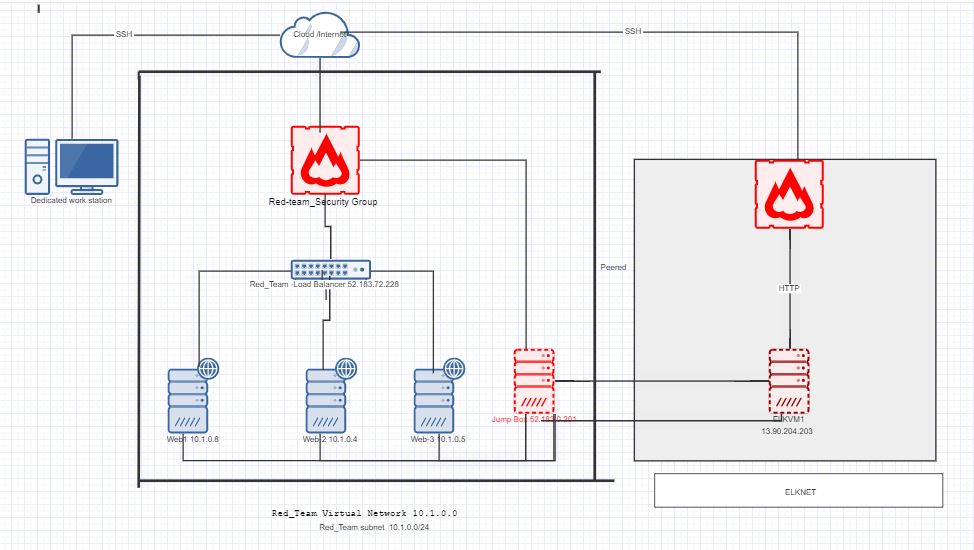 SSH
Cloud /Internet
SSH
Dedicated work station
Red-team_Security Group
Peered
Red_Team -Load Balancer 52.183.72.228
HTTP
Jump Box
ELKVM1
13.90.204.203
Web1 10.1.0.8
Web-2 10.1.0.4
Web-3 10.1.0.5
ELKNET
Red_Team Virtual Network 10.1.0.0
Red_Team subnet 10.1.0.0/24